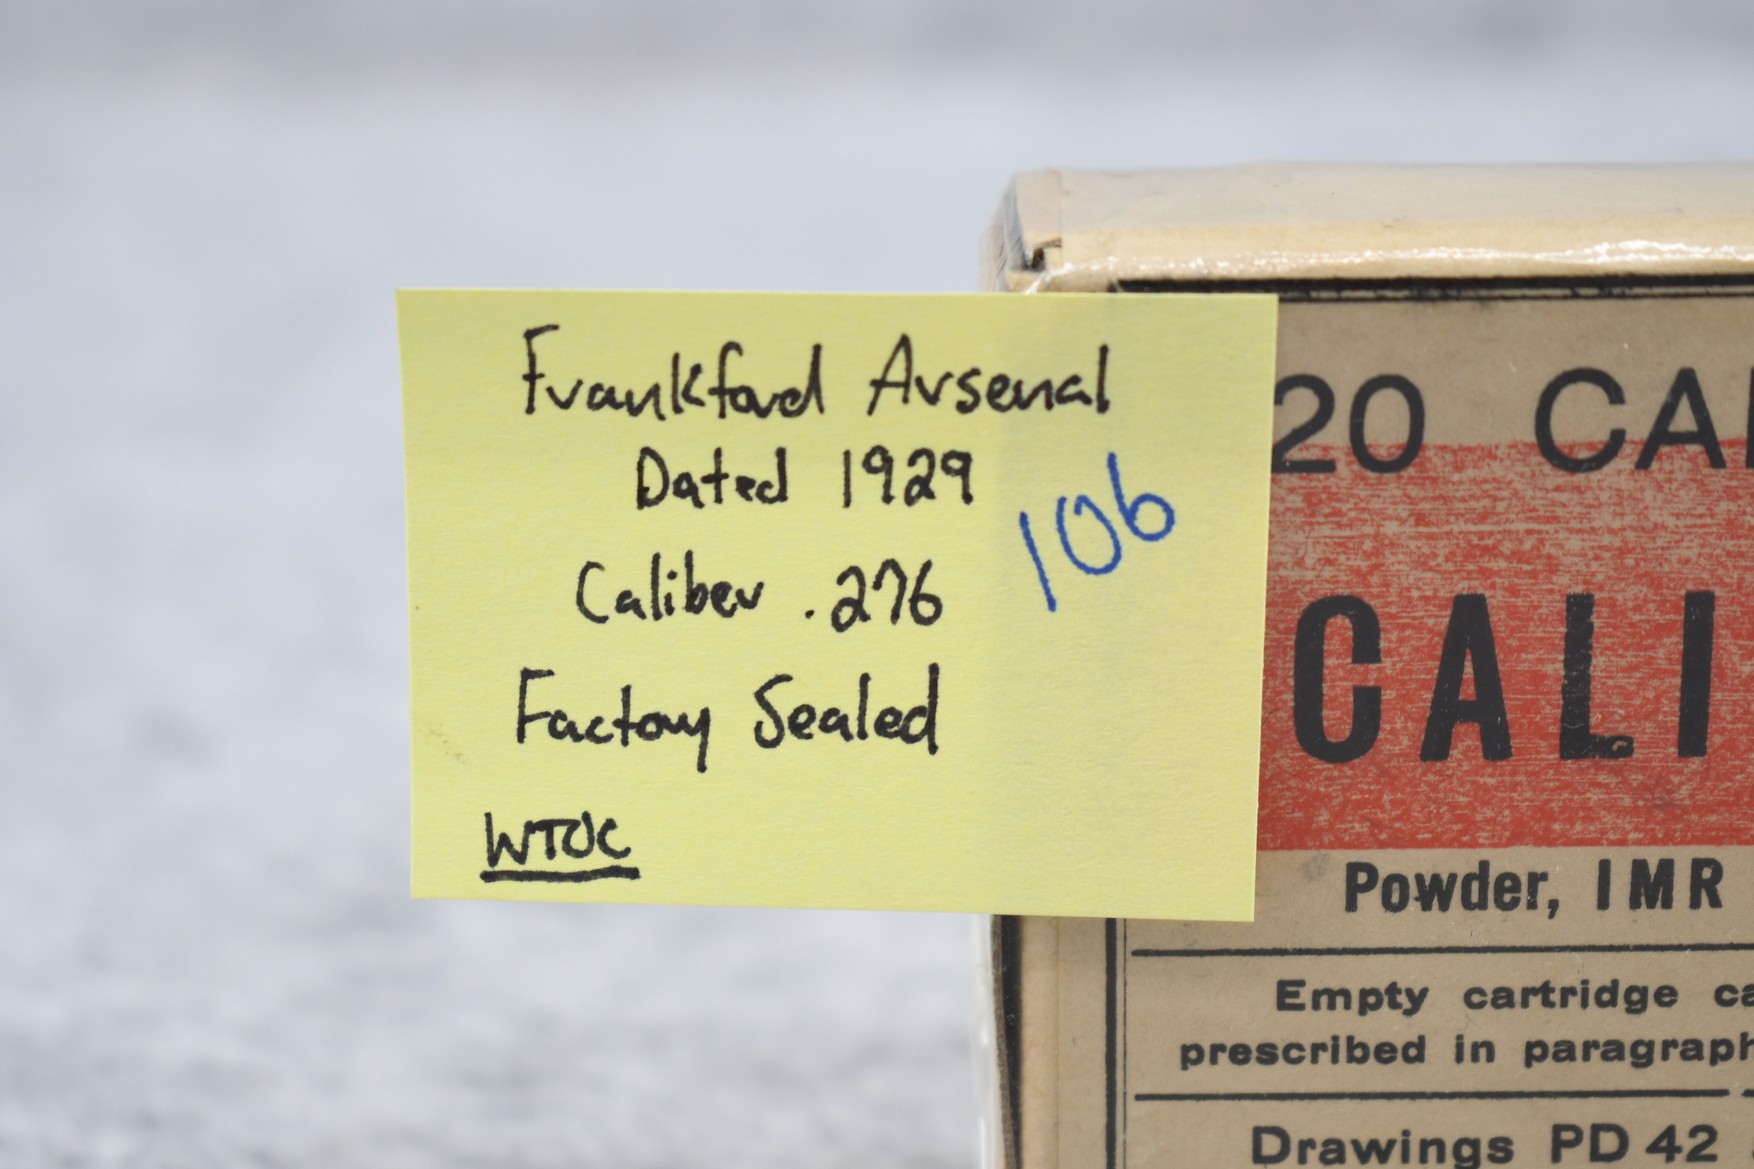 Frankford Arsenal
Dated 1929
106
Caliber .276
Factory Sealed
WTOC
20 CA
CALI
Powder, IMR
Empty cartridge ca
prescribed in paragraph
Drawings PD 42